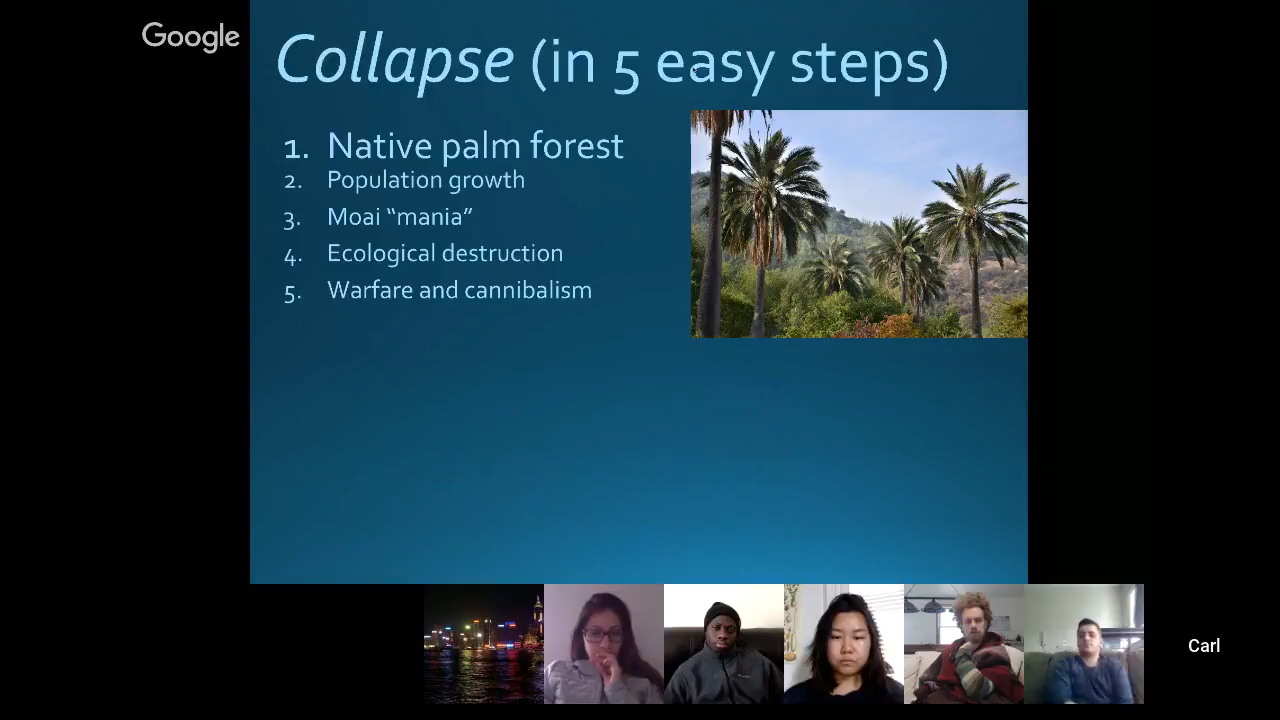 Google
Collapse (in 5 easy steps)
1. Native palm forest
2. Population growth
3. Moai “mania”
4. Ecological destruction
5. Warfare and cannibalism
Carl